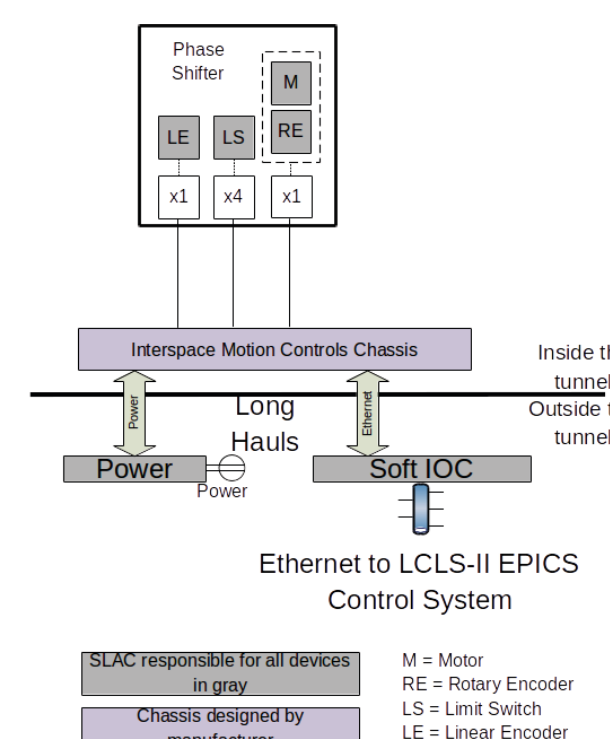 Phase
Shifter
M
LE
LS
RE
x1
x4
x1
Interspace Motion Controls Chassis
Inside
tunnel
Power
Ethernet
Long
Hauls
Outside
tunnel
Power
Soft IOC
Power
Ethernet to LCLS-II EPICS
Control System
SLAC responsible for all devices
in gray
Chassis designed by
manufacturer
M = Motor
RE = Rotary Encoder
LS = Limit Switch
LE = Linear Encoder